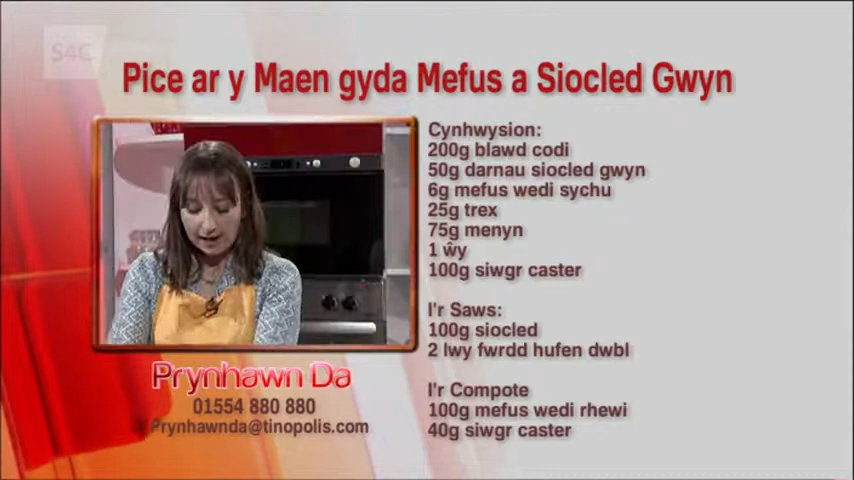 S4C
Pice ar y Maen gyda Mefus a Siocled Gwyn
Cynhwysion:
200g blawd codi
50g darnau siocled gwyn
6g mefus wedi sychu
25g trex
75g menyn
1 ŵy
100g siwgr caster
I'r Saws:
100g siocled
2 lwy fwrdd hufen dwbl
I'r Compote
100g mefus wedi rhewi
40g siwgr caster
Prynhawn Da
01554 880 880
Prynhawnda@tinopolis.com